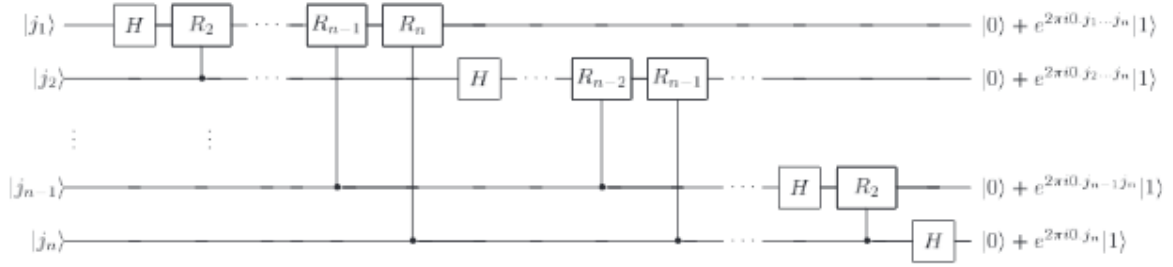 |j₁⟩ H R₂ ⋯ Rₙ₋₁ Rₙ |0⟩ + e^{2πi0.j₁⋯jₙ}|1⟩
|j₂⟩ ⋯ H ⋯ Rₙ₋₂ Rₙ₋₁ ⋯ |0⟩ + e^{2πi0.j₂⋯jₙ}|1⟩
⋮ ⋮
|jₙ₋₁⟩ ⋯ H R₂ |0⟩ + e^{2πi0.jₙ₋₁jₙ}|1⟩
|jₙ⟩ ⋯ H |0⟩ + e^{2πi0.jₙ}|1⟩